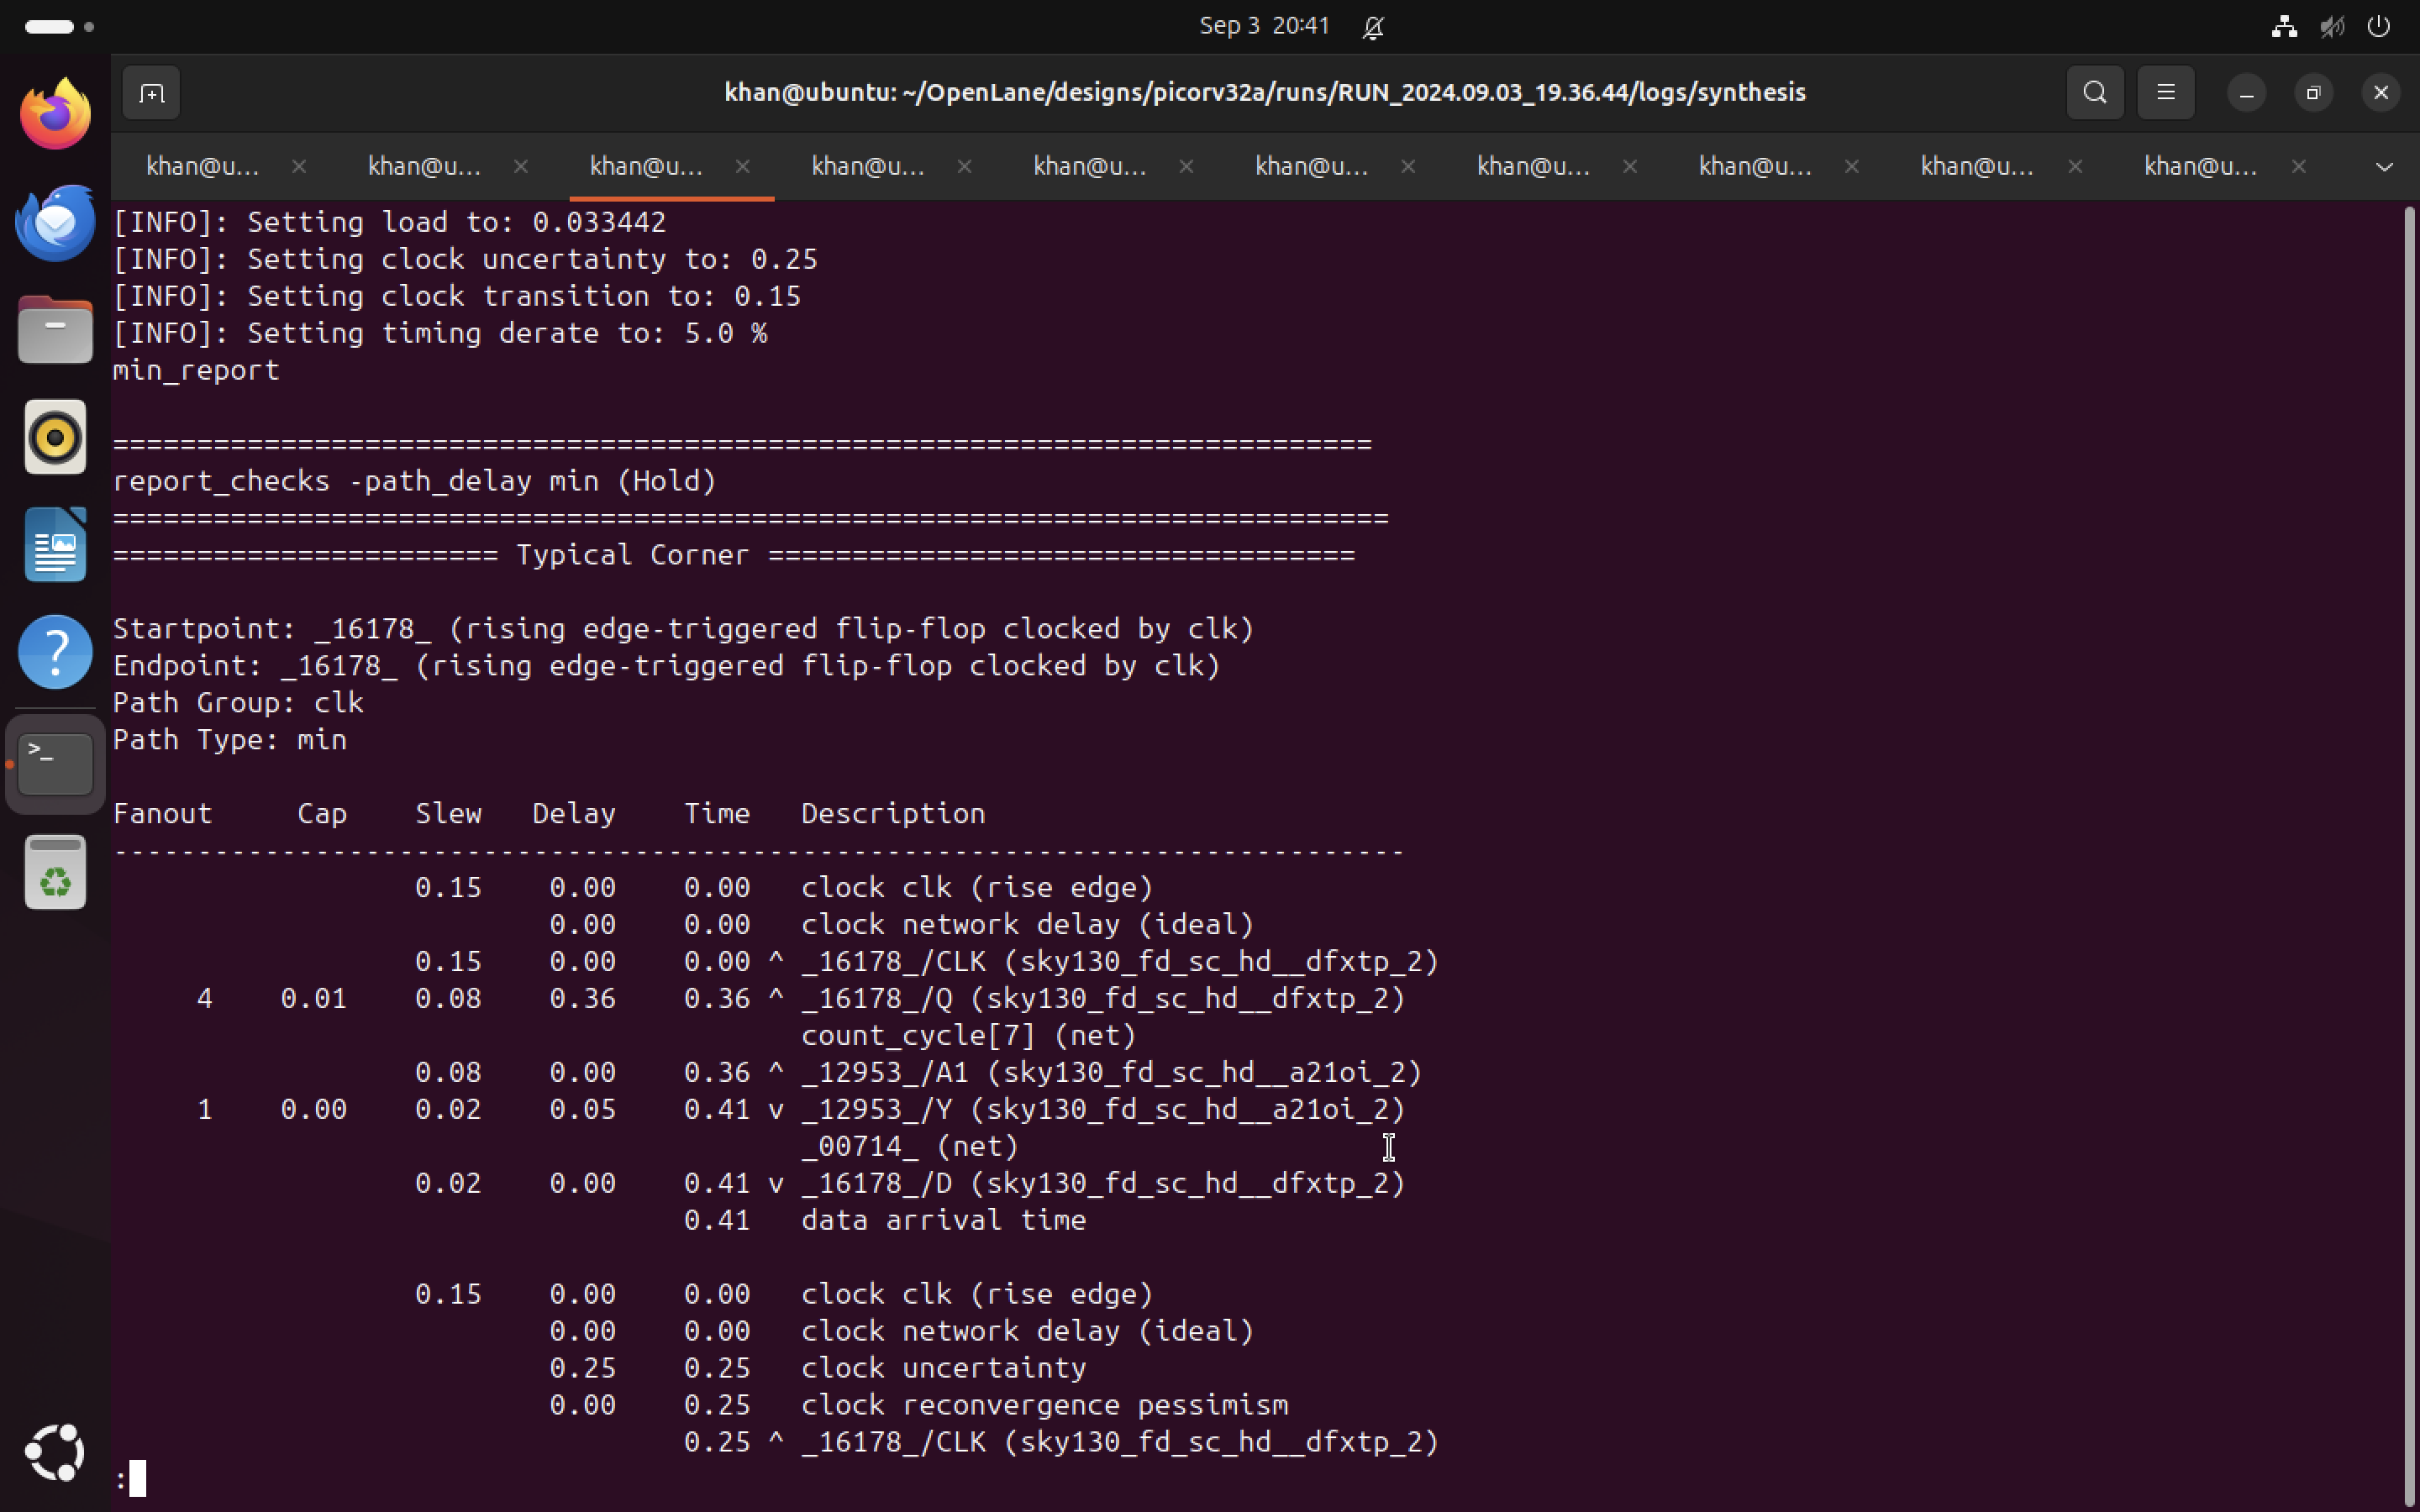 Sep 3 20:41
khan@ubuntu: ~/OpenLane/designs/picorv32a/runs/RUN_2024.09.03_19.36.44/logs/synthesis
khan@u... khan@u... khan@u... khan@u... khan@u... khan@u... khan@u... khan@u... khan@u... khan@u...
[INFO]: Setting load to: 0.033442
[INFO]: Setting clock uncertainty to: 0.25
[INFO]: Setting clock transition to: 0.15
[INFO]: Setting timing derate to: 5.0 %
min_report
===========================================================================
report_checks -path_delay min (Hold)
============================================================================
======================= Typical Corner ===================================
Startpoint: _16178_ (rising edge-triggered flip-flop clocked by clk)
Endpoint: _16178_ (rising edge-triggered flip-flop clocked by clk)
Path Group: clk
Path Type: min
Fanout     Cap    Slew   Delay    Time   Description
-----------------------------------------------------------------------------
                  0.15    0.00    0.00   clock clk (rise edge)
                          0.00    0.00   clock network delay (ideal)
                  0.15    0.00    0.00 ^ _16178_/CLK (sky130_fd_sc_hd__dfxtp_2)
     4    0.01    0.08    0.36    0.36 ^ _16178_/Q (sky130_fd_sc_hd__dfxtp_2)
                                         count_cycle[7] (net)
                  0.08    0.00    0.36 ^ _12953_/A1 (sky130_fd_sc_hd__a21oi_2)
     1    0.00    0.02    0.05    0.41 v _12953_/Y (sky130_fd_sc_hd__a21oi_2)
                                         _00714_ (net)
                  0.02    0.00    0.41 v _16178_/D (sky130_fd_sc_hd__dfxtp_2)
                                  0.41   data arrival time
                  0.15    0.00    0.00   clock clk (rise edge)
                          0.00    0.00   clock network delay (ideal)
                          0.25    0.25   clock uncertainty
                          0.00    0.25   clock reconvergence pessimism
                                  0.25 ^ _16178_/CLK (sky130_fd_sc_hd__dfxtp_2)
: